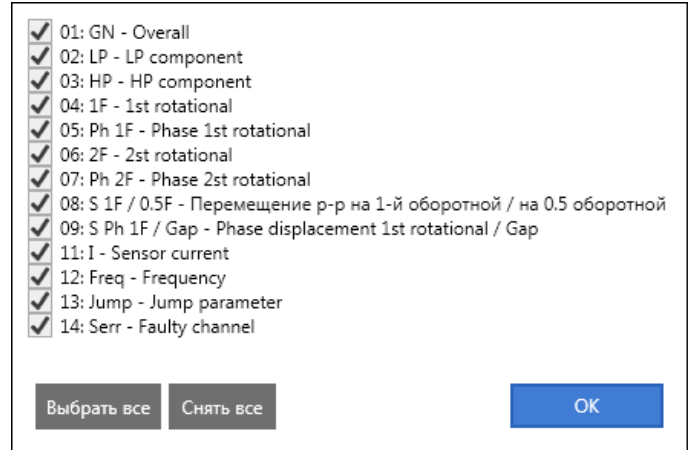 01: GN - Overall
02: LP - LP component
03: HP - HP component
04: 1F - 1st rotational
05: Ph 1F - Phase 1st rotational
06: 2F - 2st rotational
07: Ph 2F - Phase 2st rotational
08: S 1F / 0.5F - Перемещение p-p на 1-й оборотной / на 0.5 оборотной
09: S Ph 1F / Gap - Phase displacement 1st rotational / Gap
11: I - Sensor current
12: Freq - Frequency
13: Jump - Jump parameter
14: Serr - Faulty channel
Выбрать все Снять все OK